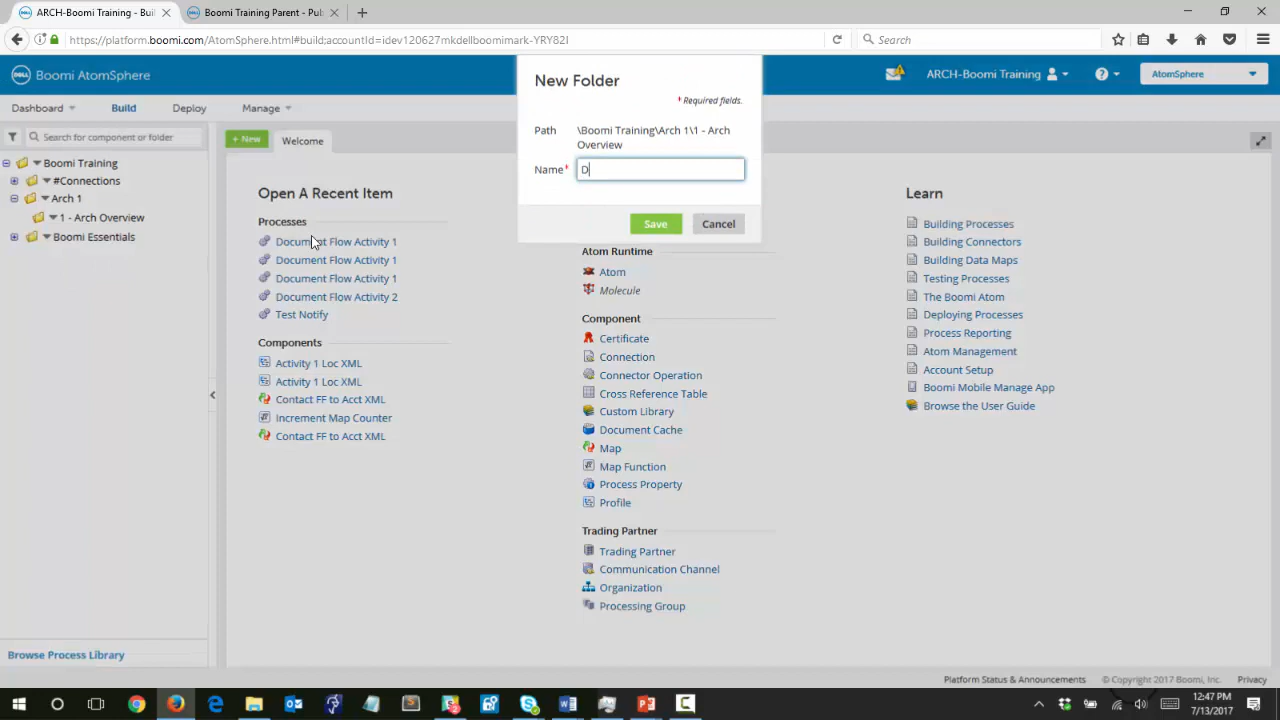 ARCH-Boomi Training - Buil
Boomi Training Parent - Pub
https://platform.boomi.com/AtomSphere.html#build;accountId=idev120627mkdellboomimark-YRY82I
Search
DELL
Boomi AtomSphere
ARCH-Boomi Training
AtomSphere
Dashboard
Build
Deploy
Manage
Search for component or folder
+ New
Welcome
Boomi Training
#Connections
Arch 1
1 - Arch Overview
Boomi Essentials
Browse Process Library
Open A Recent Item
Processes
Document Flow Activity 1
Document Flow Activity 1
Document Flow Activity 1
Document Flow Activity 2
Test Notify
Components
Activity 1 Loc XML
Activity 1 Loc XML
Contact FF to Acct XML
Increment Map Counter
Contact FF to Acct XML
New Folder
* Required fields.
Path
\Boomi Training\Arch 1\1 - Arch
Overview
Name*
D
Save
Cancel
Atom Runtime
Atom
Molecule
Component
Certificate
Connection
Connector Operation
Cross Reference Table
Custom Library
Document Cache
Map
Map Function
Process Property
Profile
Trading Partner
Trading Partner
Communication Channel
Organization
Processing Group
Learn
Building Processes
Building Connectors
Building Data Maps
Testing Processes
The Boomi Atom
Deploying Processes
Process Reporting
Atom Management
Account Setup
Boomi Mobile Manage App
Browse the User Guide
Platform Status & Announcements
© Copyright 2017 Boomi, Inc.
Privacy
12:47 PM
7/13/2017